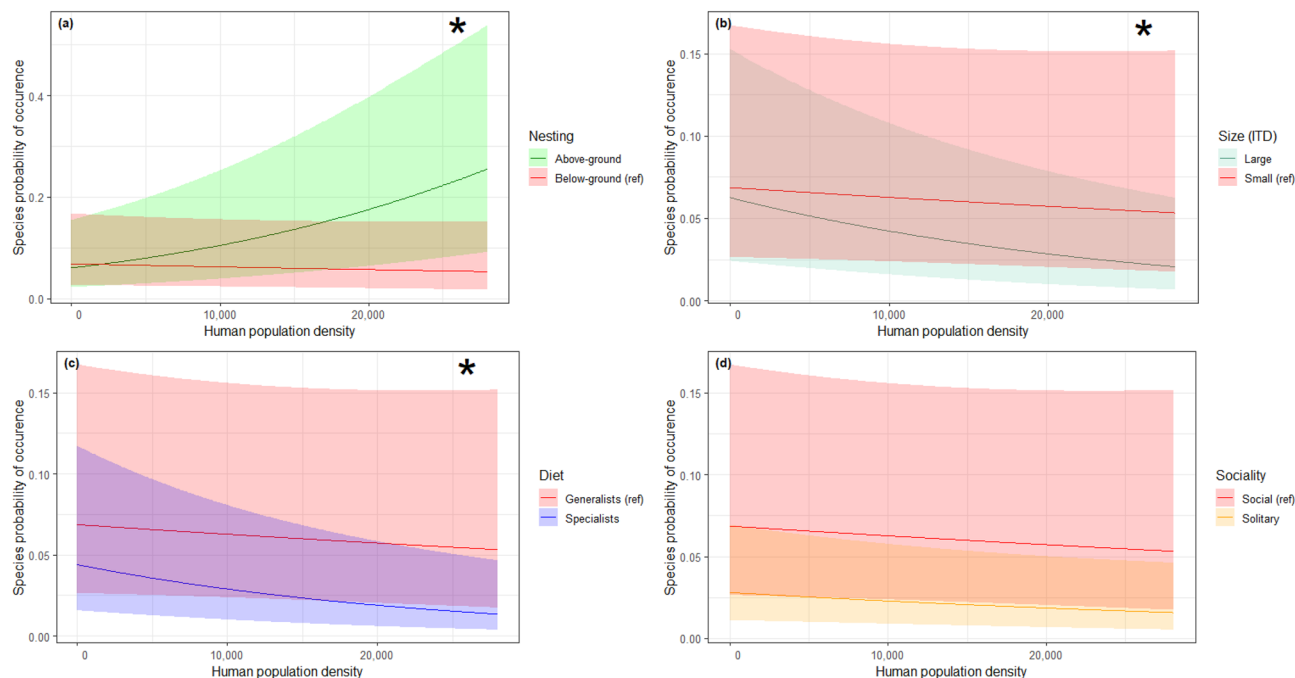 (a)
*
Species probability of occurence
0.4
0.2
0.0
0
10,000
20,000
Human population density
Nesting
Above-ground
Below-ground (ref)
(b)
*
Species probability of occurence
0.15
0.10
0.05
0.00
0
10,000
20,000
Human population density
Size (ITD)
Large
Small (ref)
(c)
*
Species probability of occurence
0.15
0.10
0.05
0.00
0
10,000
20,000
Human population density
Diet
Generalists (ref)
Specialists
(d)
Species probability of occurence
0.15
0.10
0.05
0.00
0
10,000
20,000
Human population density
Sociality
Social (ref)
Solitary